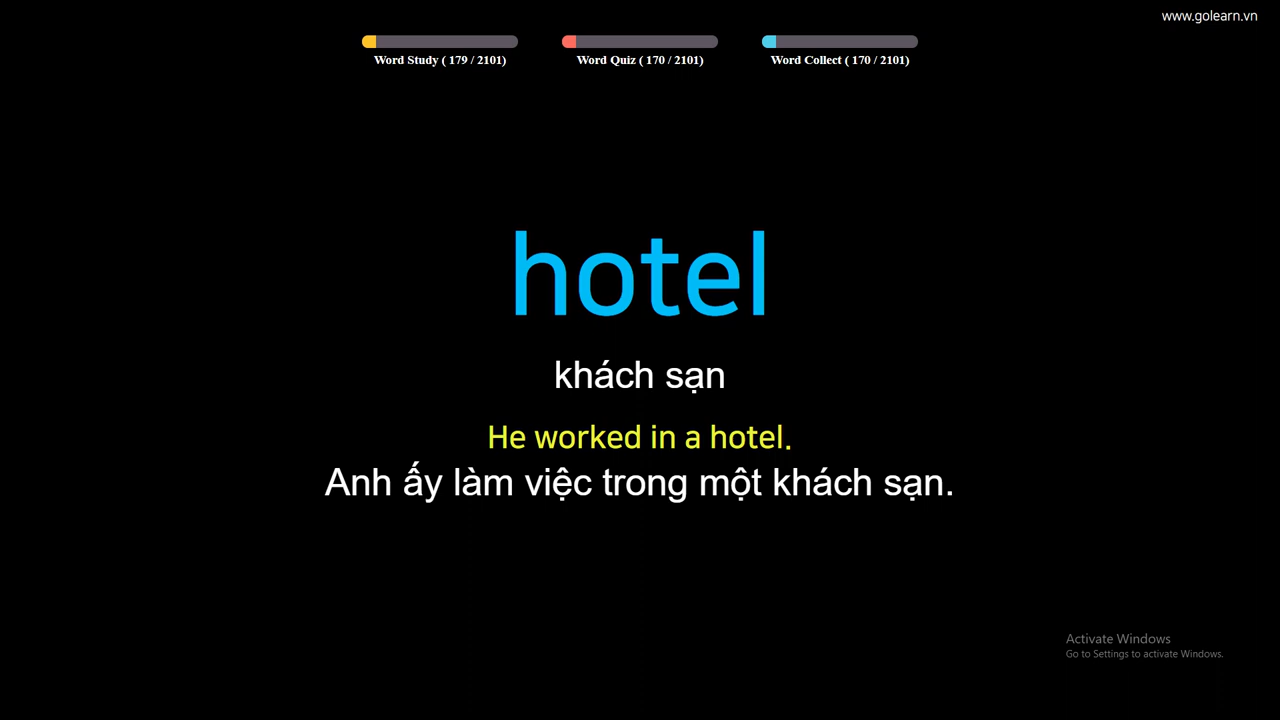 www.golearn.vn
Word Study ( 179 / 2101)
Word Quiz ( 170 / 2101)
Word Collect ( 170 / 2101)
hotel
khách sạn
He worked in a hotel.
Anh ấy làm việc trong một khách sạn.
Activate Windows
Go to Settings to activate Windows.